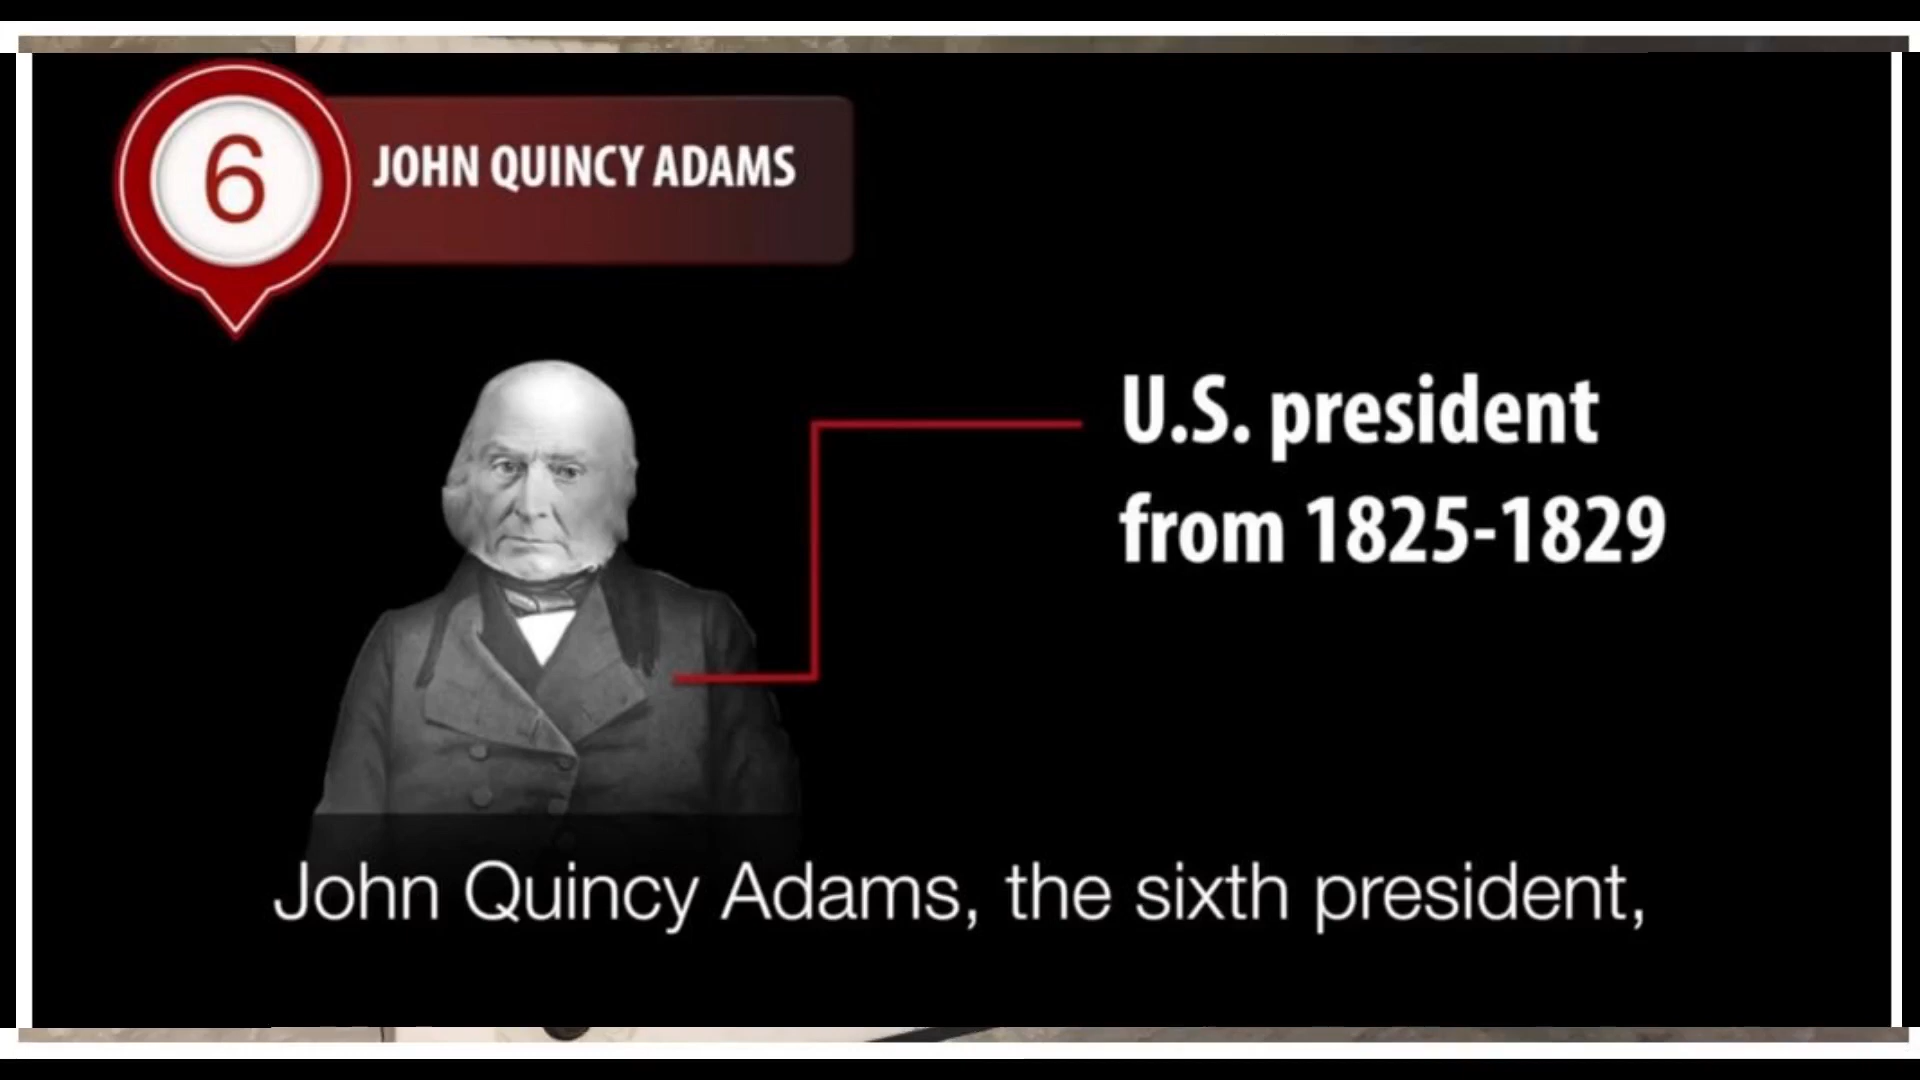 6
JOHN QUINCY ADAMS
U.S. president
from 1825-1829
John Quincy Adams, the sixth president,